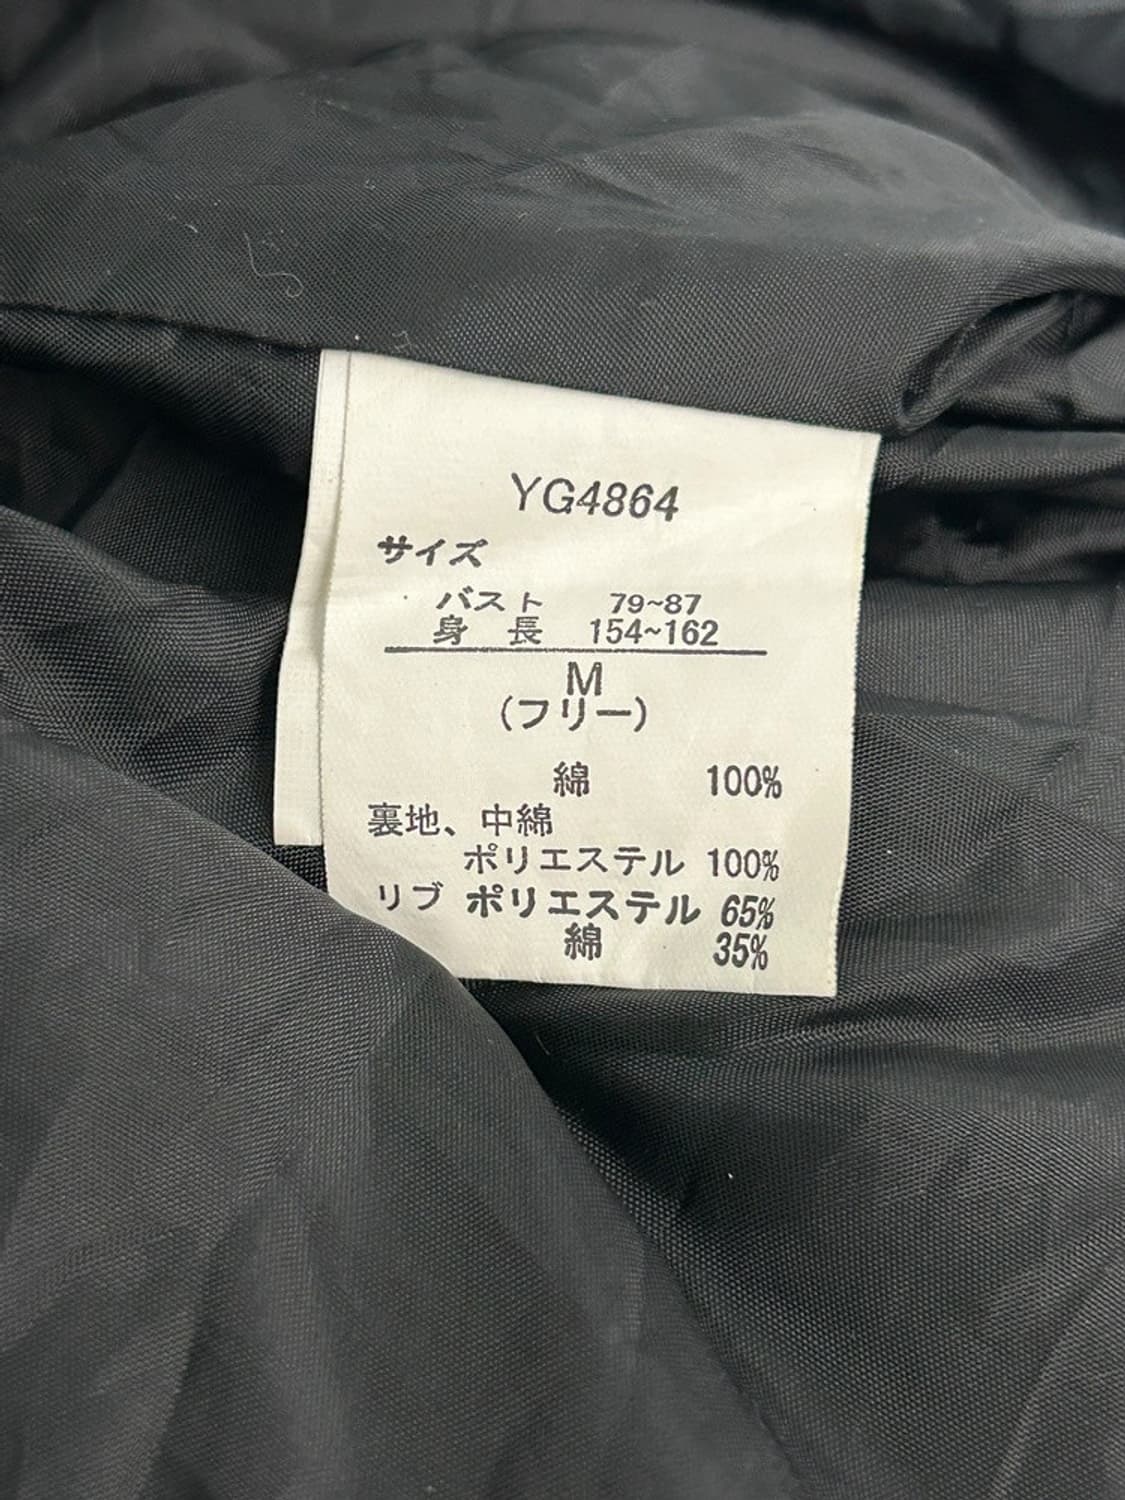 YG4864
サイズ
バスト 79~87
身長 154~162
M
(フリー)
綿 100%
裏地、中綿
ポリエステル 100%
リブ ポリエステル 65%
綿 35%